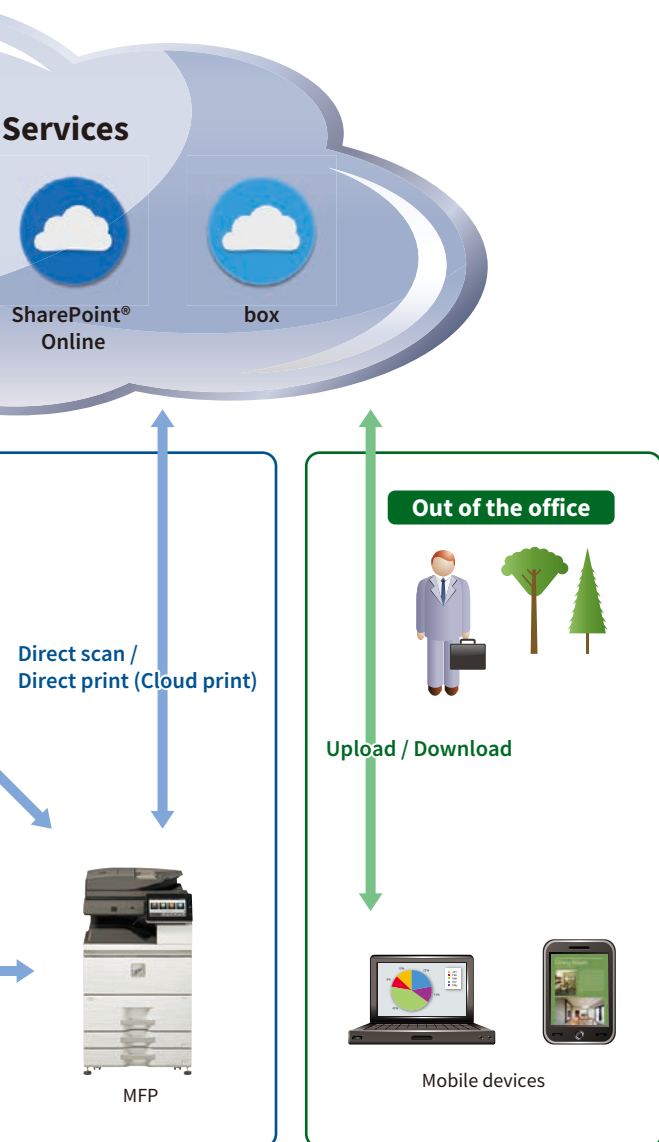 Services
SharePoint®
Online
box
Out of the office
Direct scan /
Direct print (Cloud print)
Upload / Download
MFP
Mobile devices